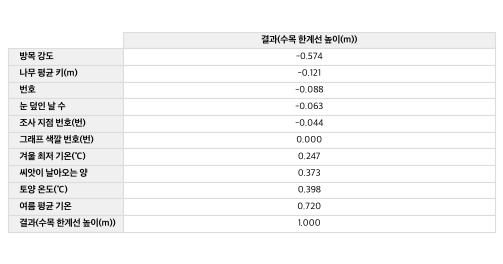 결과(수목 한계선 높이(m))
방목 강도 -0.574
나무 평균 키(m) -0.121
번호 -0.088
눈 덮인 날 수 -0.063
조사 지점 번호(번) -0.044
그래프 색깔 번호(번) 0.000
겨울 최저 기온(℃) 0.247
씨앗이 날아오는 양 0.373
토양 온도(℃) 0.398
여름 평균 기온 0.720
결과(수목 한계선 높이(m)) 1.000